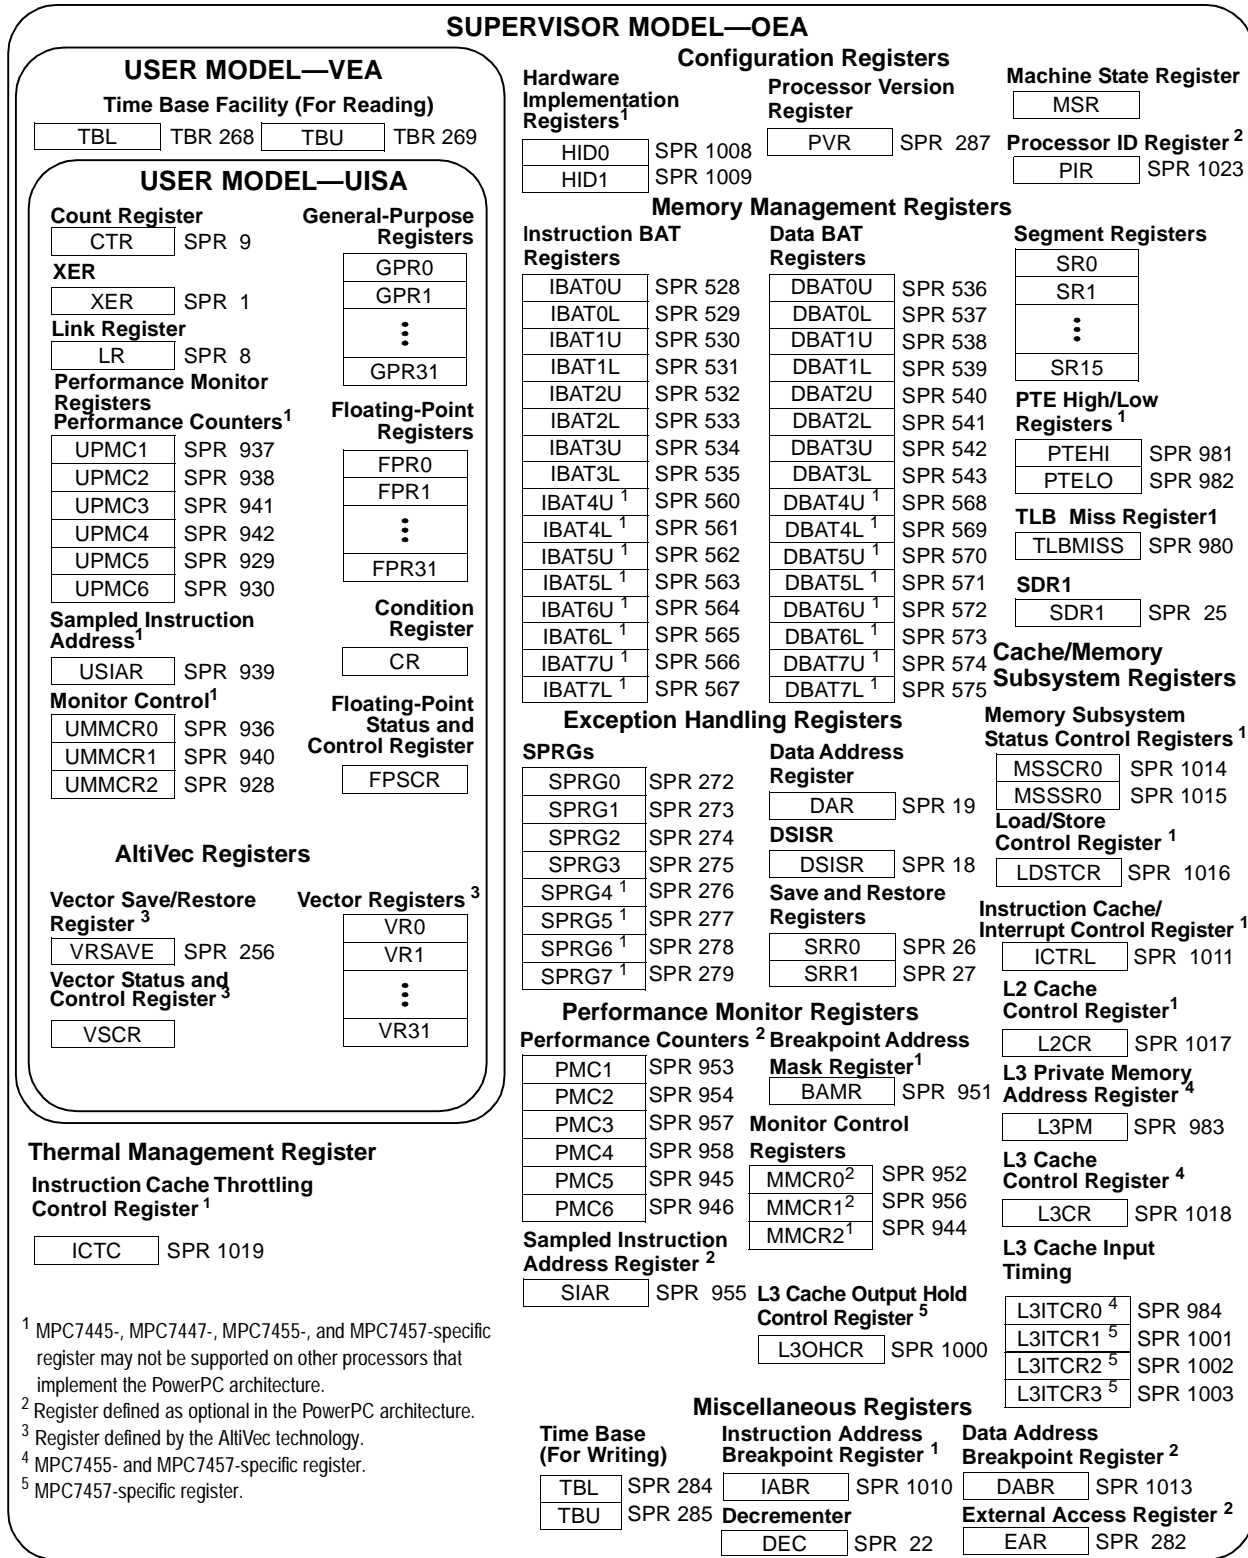 SUPERVISOR MODEL—OEA
USER MODEL—VEA
Time Base Facility (For Reading)
TBL TBR 268 TBU TBR 269
USER MODEL—UISA
Count Register
CTR SPR 9
XER
XER SPR 1
Link Register
LR SPR 8
Performance Monitor
Registers
Performance Counters1
UPMC1 SPR 937
UPMC2 SPR 938
UPMC3 SPR 941
UPMC4 SPR 942
UPMC5 SPR 929
UPMC6 SPR 930
Sampled Instruction
Address1
USIAR SPR 939
Monitor Control1
UMMCR0 SPR 936
UMMCR1 SPR 940
UMMCR2 SPR 928
General-Purpose
Registers
GPR0
GPR1
GPR31
Floating-Point
Registers
FPR0
FPR1
FPR31
Condition
Register
CR
Floating-Point
Status and
Control Register
FPSCR
AltiVec Registers
Vector Save/Restore
Register 3
VRSAVE SPR 256
Vector Status and
Control Register 3
VSCR
Vector Registers 3
VR0
VR1
VR31
Thermal Management Register
Instruction Cache Throttling
Control Register 1
ICTC SPR 1019
1 MPC7445-, MPC7447-, MPC7455-, and MPC7457-specific
register may not be supported on other processors that
implement the PowerPC architecture.
2 Register defined as optional in the PowerPC architecture.
3 Register defined by the AltiVec technology.
4 MPC7455- and MPC7457-specific register.
5 MPC7457-specific register.
Configuration Registers
Hardware
Implementation
Registers1
HID0 SPR 1008
HID1 SPR 1009
Processor Version
Register
PVR SPR 287
Machine State Register
MSR
Processor ID Register 2
PIR SPR 1023
Memory Management Registers
Instruction BAT
Registers
IBAT0U SPR 528
IBAT0L SPR 529
IBAT1U SPR 530
IBAT1L SPR 531
IBAT2U SPR 532
IBAT2L SPR 533
IBAT3U SPR 534
IBAT3L SPR 535
IBAT4U 1 SPR 560
IBAT4L 1 SPR 561
IBAT5U 1 SPR 562
IBAT5L 1 SPR 563
IBAT6U 1 SPR 564
IBAT6L 1 SPR 565
IBAT7U 1 SPR 566
IBAT7L 1 SPR 567
Data BAT
Registers
DBAT0U SPR 536
DBAT0L SPR 537
DBAT1U SPR 538
DBAT1L SPR 539
DBAT2U SPR 540
DBAT2L SPR 541
DBAT3U SPR 542
DBAT3L SPR 543
DBAT4U 1 SPR 568
DBAT4L 1 SPR 569
DBAT5U 1 SPR 570
DBAT5L 1 SPR 571
DBAT6U 1 SPR 572
DBAT6L 1 SPR 573
DBAT7U 1 SPR 574
DBAT7L 1 SPR 575
Segment Registers
SR0
SR1
SR15
PTE High/Low
Registers 1
PTEHI SPR 981
PTELO SPR 982
TLB Miss Register1
TLBMISS SPR 980
SDR1
SDR1 SPR 25
Exception Handling Registers
SPRGs
SPRG0 SPR 272
SPRG1 SPR 273
SPRG2 SPR 274
SPRG3 SPR 275
SPRG4 1 SPR 276
SPRG5 1 SPR 277
SPRG6 1 SPR 278
SPRG7 1 SPR 279
Data Address
Register
DAR SPR 19
DSISR
DSISR SPR 18
Save and Restore
Registers
SRR0 SPR 26
SRR1 SPR 27
Cache/Memory
Subsystem Registers
Memory Subsystem
Status Control Registers 1
MSSCR0 SPR 1014
MSSSR0 SPR 1015
Load/Store
Control Register 1
LDSTCR SPR 1016
Instruction Cache/
Interrupt Control Register 1
ICTRL SPR 1011
L2 Cache
Control Register1
L2CR SPR 1017
L3 Private Memory
Address Register 4
L3PM SPR 983
L3 Cache
Control Register 4
L3CR SPR 1018
L3 Cache Input
Timing
L3ITCR0 4 SPR 984
L3ITCR1 5 SPR 1001
L3ITCR2 5 SPR 1002
L3ITCR3 5 SPR 1003
Performance Monitor Registers
Performance Counters 2
PMC1 SPR 953
PMC2 SPR 954
PMC3 SPR 957
PMC4 SPR 958
PMC5 SPR 945
PMC6 SPR 946
Sampled Instruction
Address Register 2
SIAR SPR 955
Breakpoint Address
Mask Register1
BAMR SPR 951
Monitor Control
Registers
MMCR02 SPR 952
MMCR12 SPR 956
MMCR21 SPR 944
L3 Cache Output Hold
Control Register 5
L3OHCR SPR 1000
Miscellaneous Registers
Time Base
(For Writing)
TBL SPR 284
TBU SPR 285
Instruction Address
Breakpoint Register 1
IABR SPR 1010
Decrementer
DEC SPR 22
Data Address
Breakpoint Register 2
DABR SPR 1013
External Access Register 2
EAR SPR 282